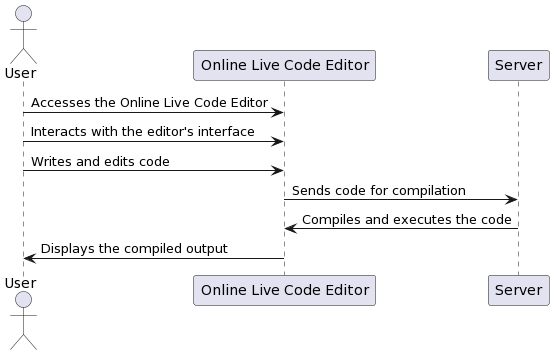 User
Online Live Code Editor
Server
Accesses the Online Live Code Editor
Interacts with the editor's interface
Writes and edits code
Sends code for compilation
Compiles and executes the code
Displays the compiled output
User
Online Live Code Editor
Server